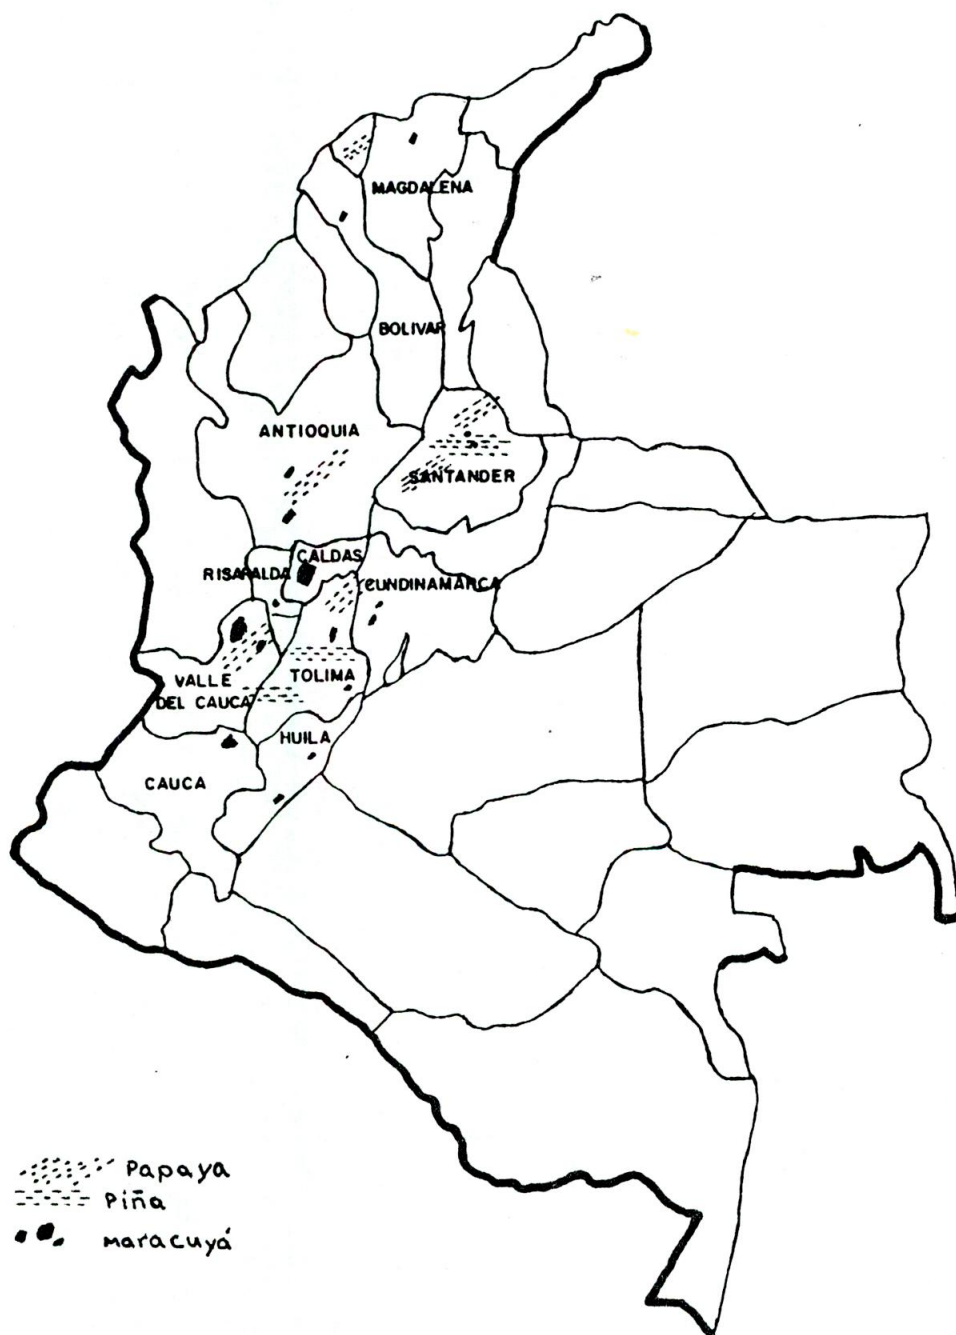 MAGDALENA
BOLIVAR
ANTIOQUIA
SANTANDER
CALDAS
RISARALDA
CUNDINAMARCA
VALLE
DEL CAUCA
TOLIMA
HUILA
CAUCA
Papaya
Piña
maracuyá